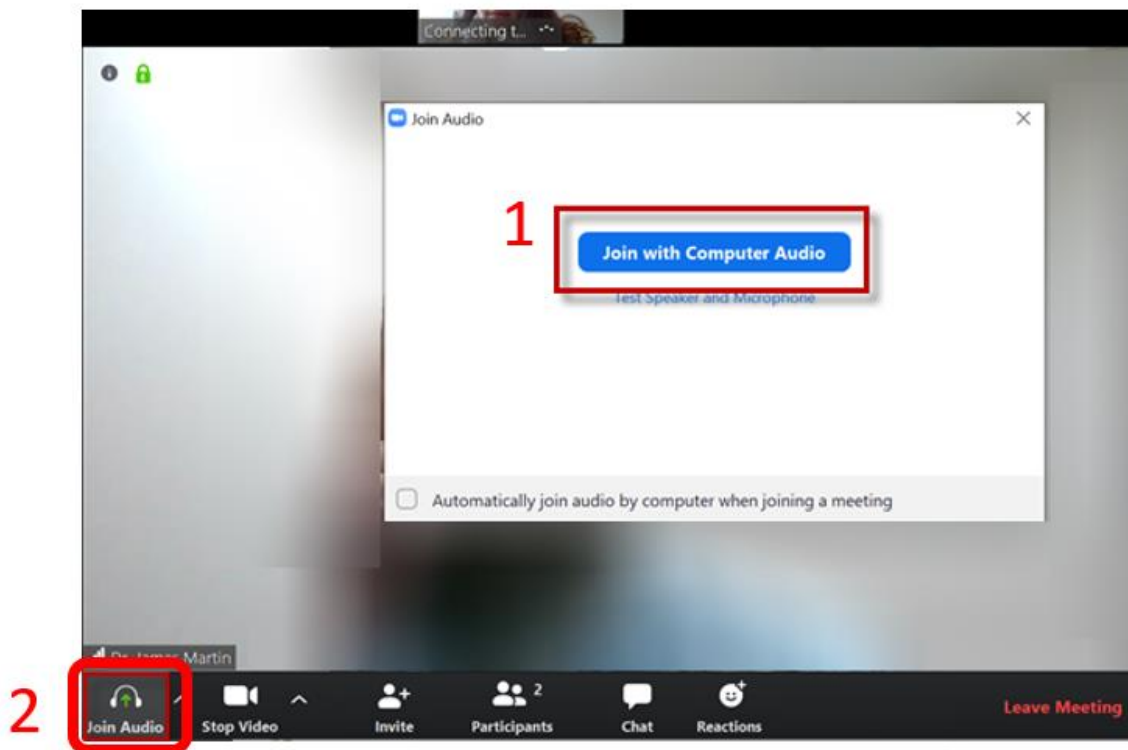 Connecting t...
Join Audio
1
Join with Computer Audio
Test Speaker and Microphone
Automatically join audio by computer when joining a meeting
Dr. James Martin
2
Join Audio
Stop Video
Invite
2
Participants
Chat
Reactions
Leave Meeting